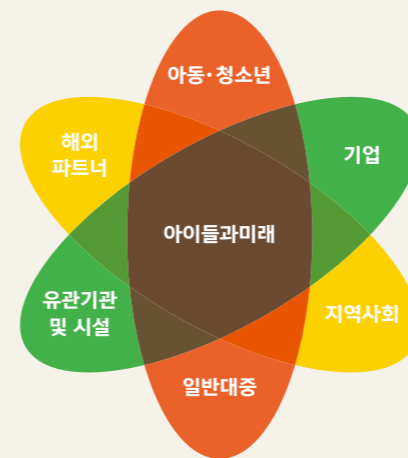 아동·청소년
해외
파트너
기업
아이들과미래
유관기관
및 시설
지역사회
일반대중